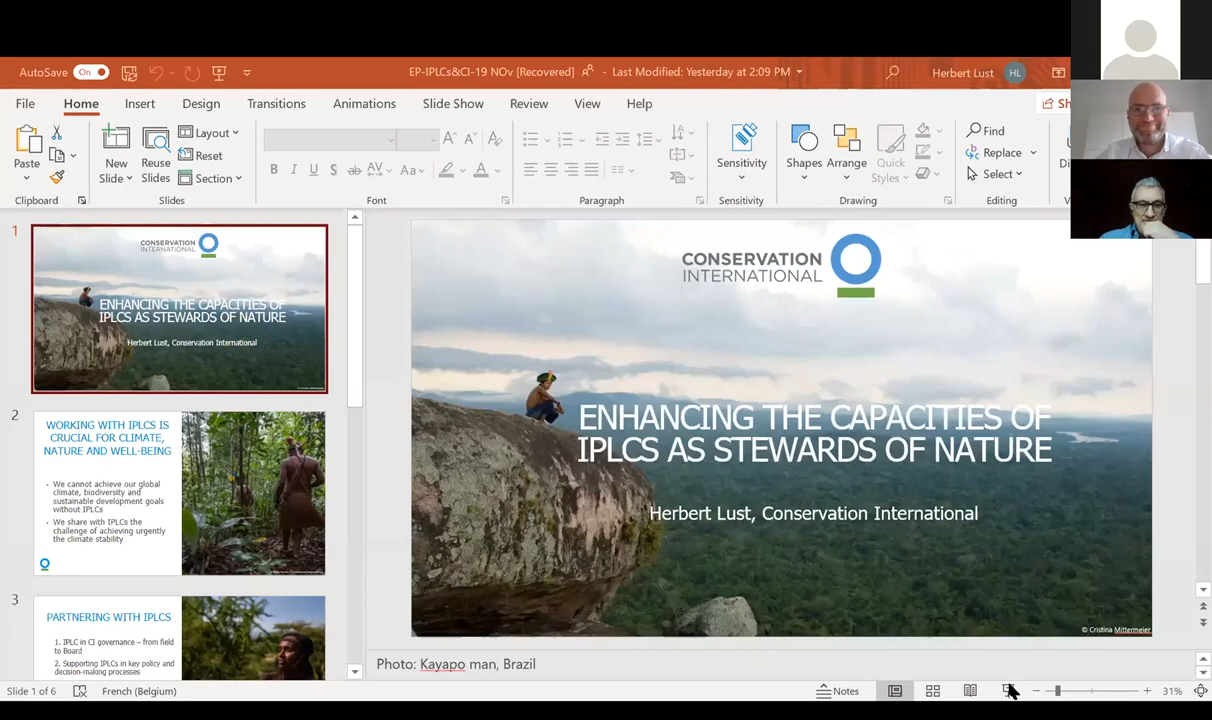 AutoSave On EP-IPLCs&CI-19 NOv [Recovered] - Last Modified: Yesterday at 2:09 PM Herbert Lust HL
File Home Insert Design Transitions Animations Slide Show Review View Help Sh
Paste
Clipboard
New Slide
Reuse Slides
Layout
Reset
Section
Slides
B I U S ab AV Aa A
Font
Paragraph
Sensitivity
Sensitivity
Shapes
Arrange
Quick Styles
Drawing
Find
Replace
Select
Editing
1
CONSERVATION
INTERNATIONAL
ENHANCING THE CAPACITIES OF
IPLCS AS STEWARDS OF NATURE
Herbert Lust, Conservation International
2
WORKING WITH IPLCS IS
CRUCIAL FOR CLIMATE,
NATURE AND WELL-BEING
We cannot achieve our global
climate, biodiversity and
sustainable development goals
without IPLCs
We share with IPLCs the
challenge of achieving urgently
the climate stability
3
PARTNERING WITH IPLCS
1. IPLC in CI governance – from field
to Board
2. Supporting IPLCs in key policy and
decision-making processes
CONSERVATION
INTERNATIONAL
ENHANCING THE CAPACITIES OF
IPLCS AS STEWARDS OF NATURE
Herbert Lust, Conservation International
© Cristina Mittermeier
Photo: Kayapo man, Brazil
Slide 1 of 6 French (Belgium) Notes 31%